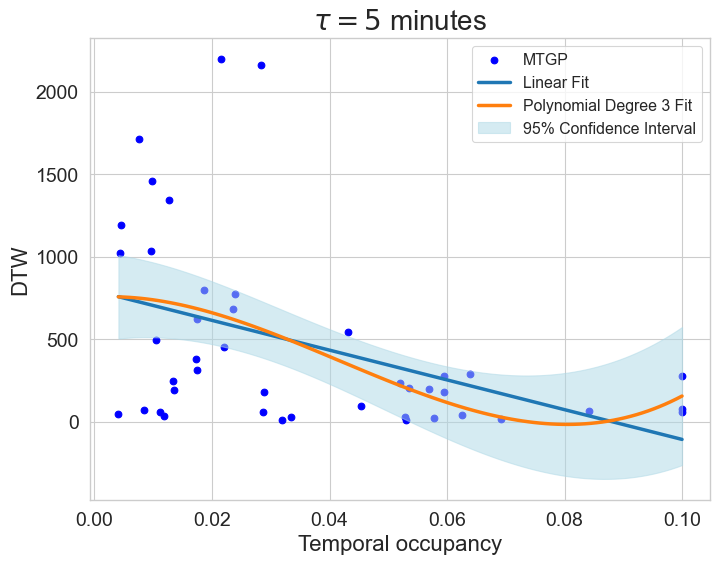 τ = 5 minutes
MTGP
Linear Fit
Polynomial Degree 3 Fit
95% Confidence Interval
2000
1500
1000
500
0
DTW
0.00 0.02 0.04 0.06 0.08 0.10
Temporal occupancy